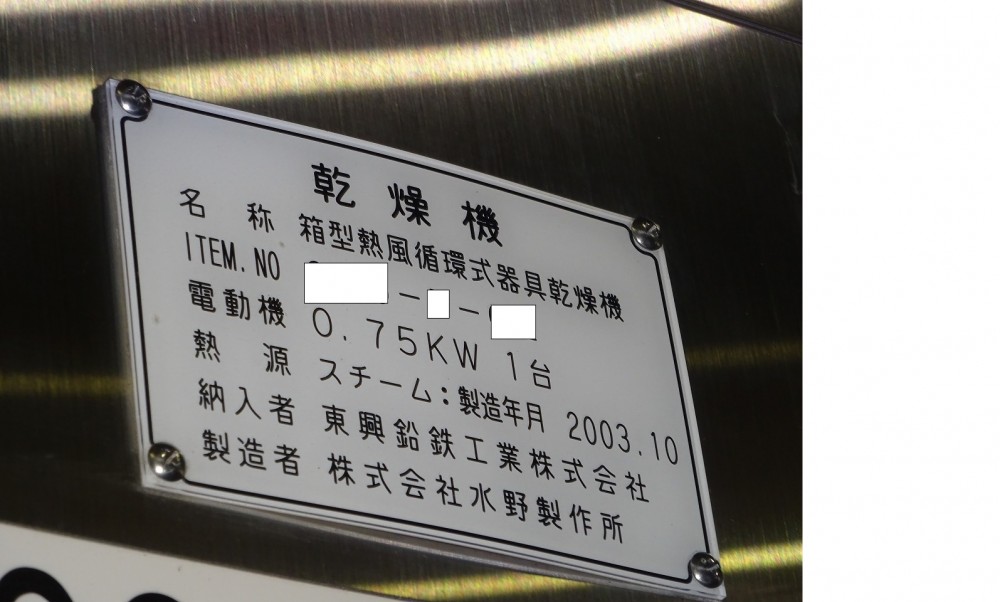 乾燥機
名称 箱型熱風循環式器具乾燥機
ITEM.NO － －
電動機 0.75KW 1台
熱源 スチーム：製造年月 2003.10
納入者 東興鉛鉄工業株式会社
製造者 株式会社水野製作所